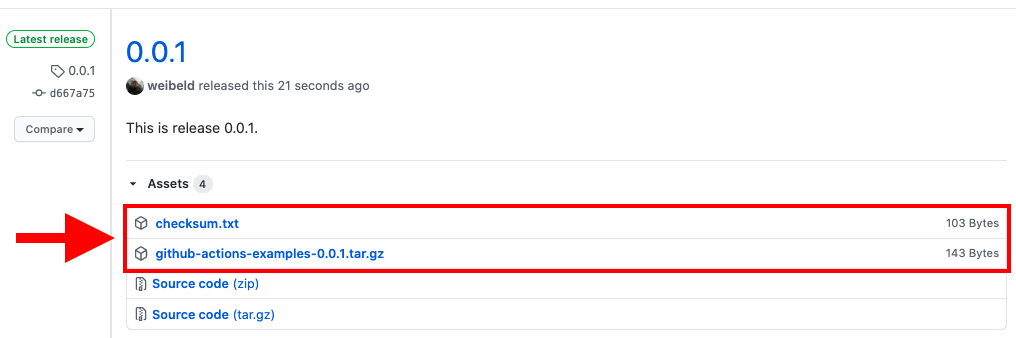 Latest release
0.0.1
d667a75
Compare
0.0.1
weibeld released this 21 seconds ago
This is release 0.0.1.
Assets 4
checksum.txt 103 Bytes
github-actions-examples-0.0.1.tar.gz 143 Bytes
Source code (zip)
Source code (tar.gz)